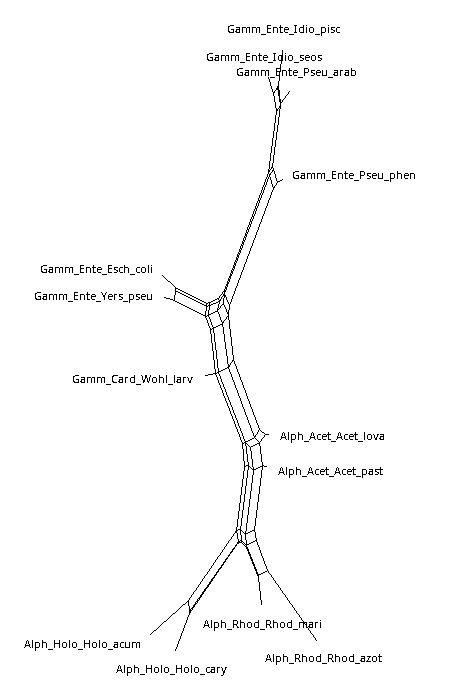 Gamm_Ente_Idio_pisc
Gamm_Ente_Idio_seos
Gamm_Ente_Pseu_arab
Gamm_Ente_Pseu_phen
Gamm_Ente_Esch_coli
Gamm_Ente_Yers_pseu
Gamm_Card_Wohl_larv
Alph_Acet_Acet_lova
Alph_Acet_Acet_past
Alph_Rhod_Rhod_mari
Alph_Holo_Holo_acum
Alph_Rhod_Rhod_azot
Alph_Holo_Holo_cary